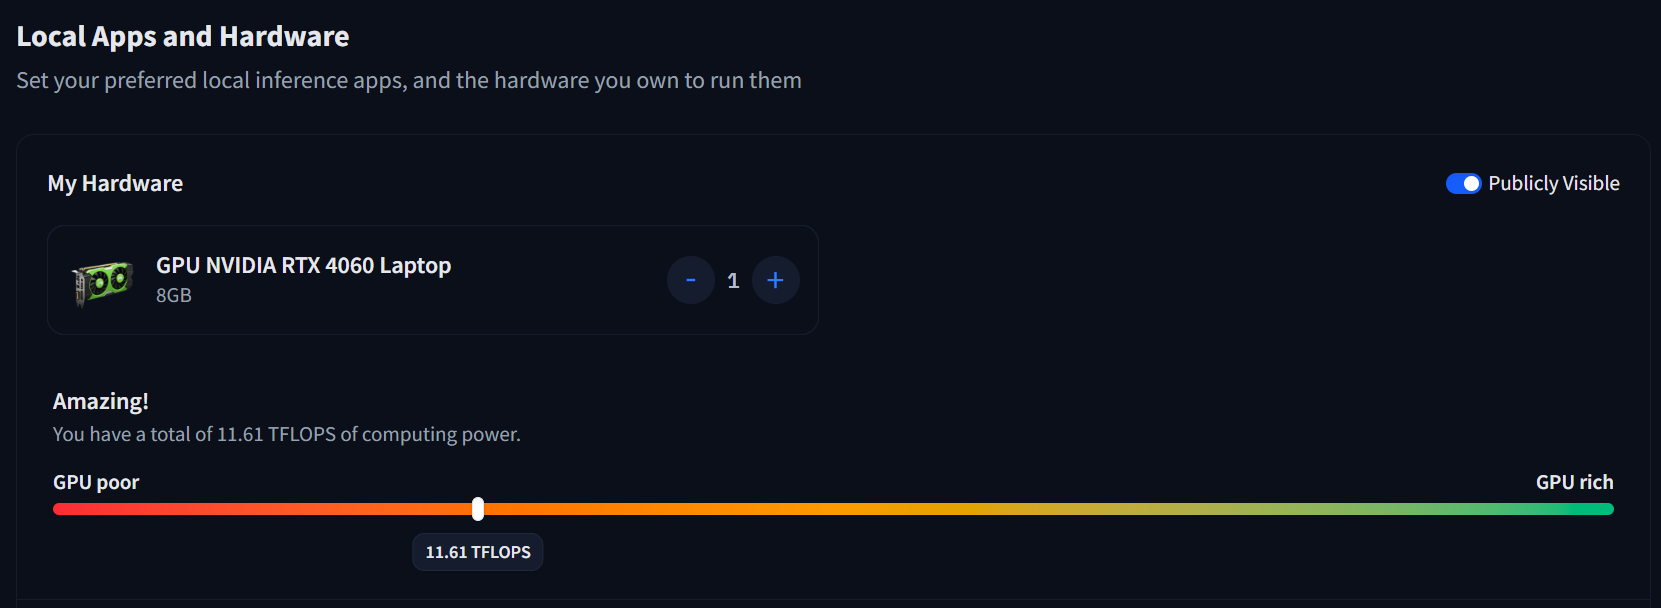 Local Apps and Hardware
Set your preferred local inference apps, and the hardware you own to run them
My Hardware
Publicly Visible
GPU NVIDIA RTX 4060 Laptop
8GB
- 1 +
Amazing!
You have a total of 11.61 TFLOPS of computing power.
GPU poor
GPU rich
11.61 TFLOPS